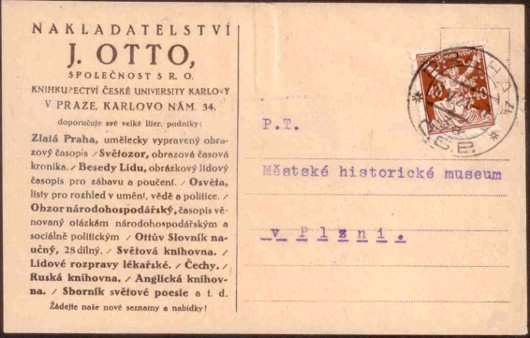 NAKLADATELSTVÍ
J. OTTO,
SPOLEČNOST S R. O.
KNIHKUPECTVÍ ČESKÉ UNIVERSITY KARLOVY
V PRAZE, KARLOVO NÁM. 34.
doporučuje své velké liter. podniky:
Zlatá Praha, umělecky vypravený obra-
zový časopis / Světozor, obrazová časová
kronika. / Besedy Lidu, obrázkový lidový
časopis pro zábavu a poučení. / Osvěta,
listy pro rozhled v umění, vědě a politice. /
Obzor národohospodářský, časopis vě-
novaný otázkám národohospodářským a
sociálně politickým / Ottův Slovník na-
učný, 28 dílný. / Světová knihovna. /
Lidové rozpravy lékařské. / Čechy. /
Ruská knihovna. / Anglická knihov-
na. / Sborník světové poesie a t. d.
Žádejte naše nové seznamy a nabídky!
P.T.
Městské historické museum
v Plzni.